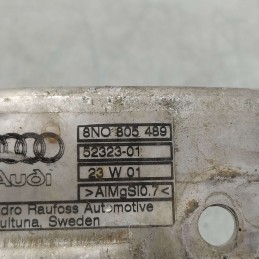 8N0 805 489
52323-01
Audi
23 W 01
>AlMgSi0.7<
dro Raufoss Automotive
ultuna, Sweden